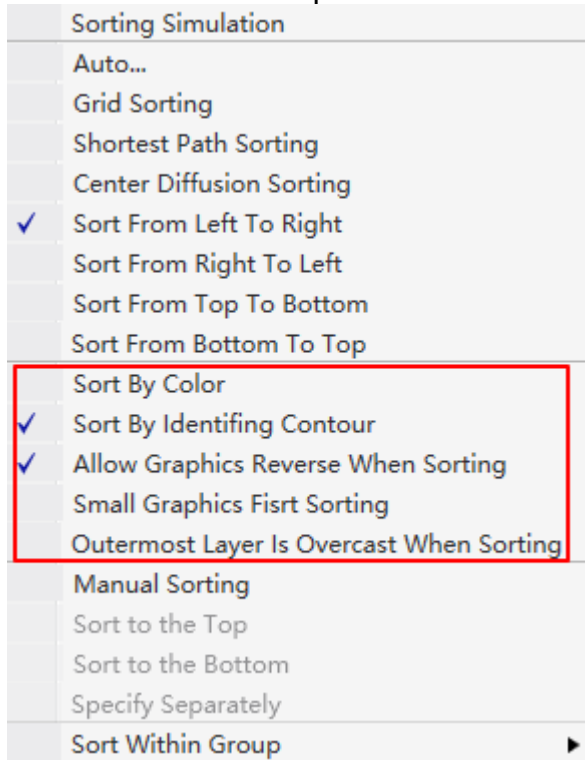 Sorting Simulation
Auto...
Grid Sorting
Shortest Path Sorting
Center Diffusion Sorting
Sort From Left To Right
Sort From Right To Left
Sort From Top To Bottom
Sort From Bottom To Top
Sort By Color
Sort By Identifing Contour
Allow Graphics Reverse When Sorting
Small Graphics Fisrt Sorting
Outermost Layer Is Overcast When Sorting
Manual Sorting
Sort to the Top
Sort to the Bottom
Specify Separately
Sort Within Group